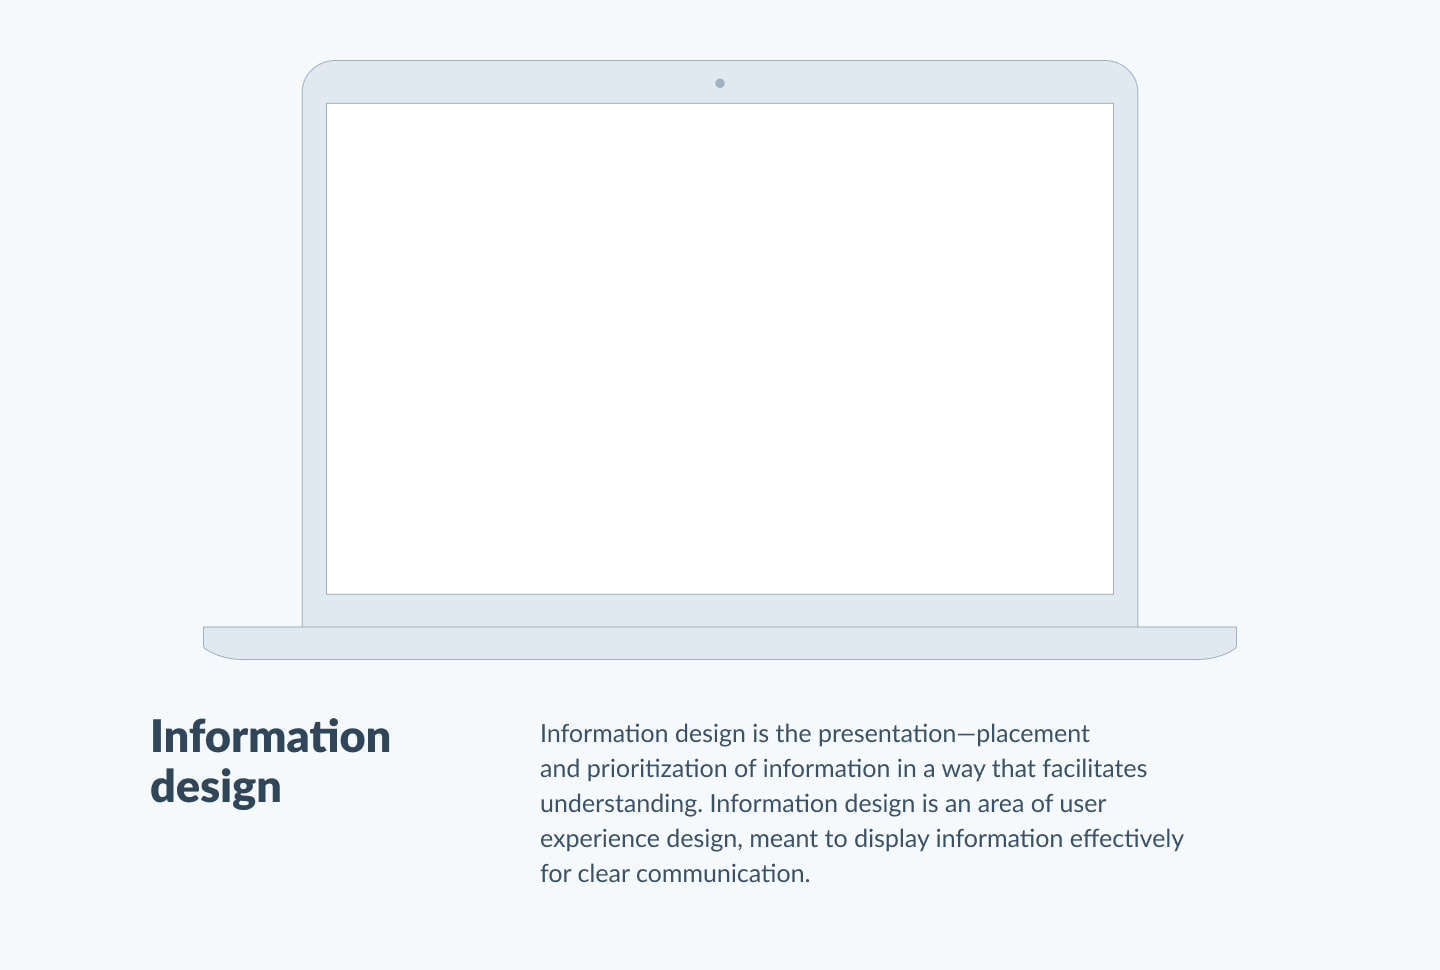 Information
design
Information design is the presentation—placement
and prioritization of information in a way that facilitates
understanding. Information design is an area of user
experience design, meant to display information effectively
for clear communication.